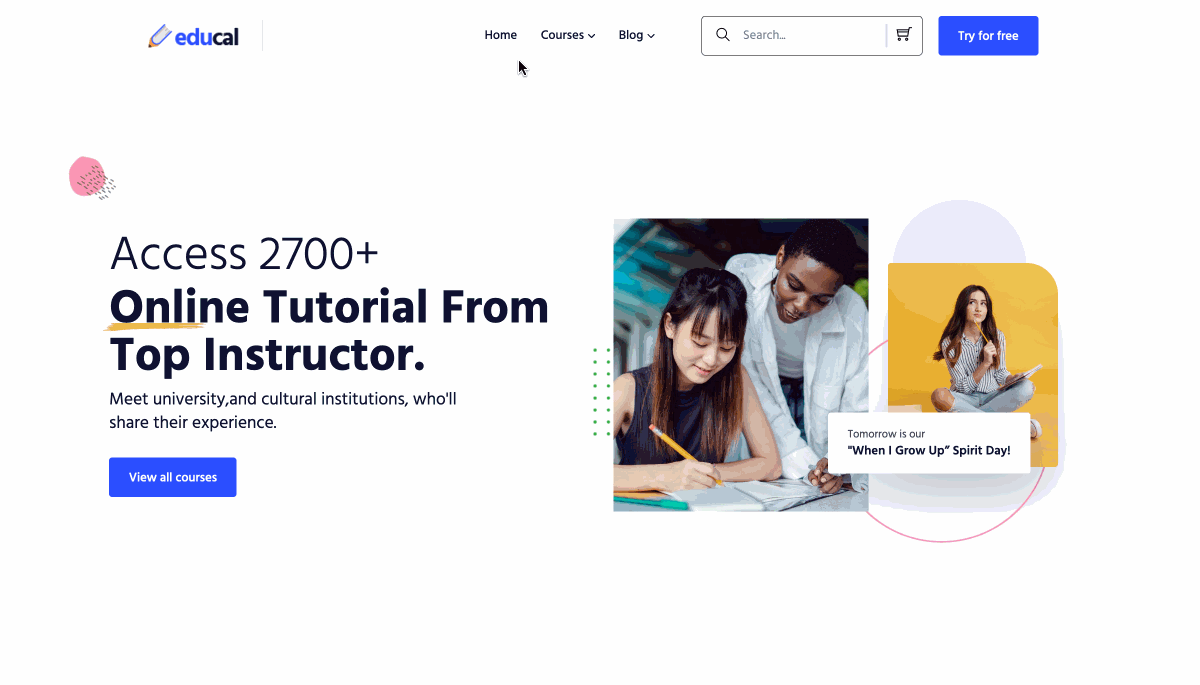 educal
Home
Courses
Blog
Search...
Try for free
Access 2700+
Online Tutorial From
Top Instructor.
Meet university,and cultural institutions, who'll
share their experience.
View all courses
Tomorrow is our
"When I Grow Up” Spirit Day!